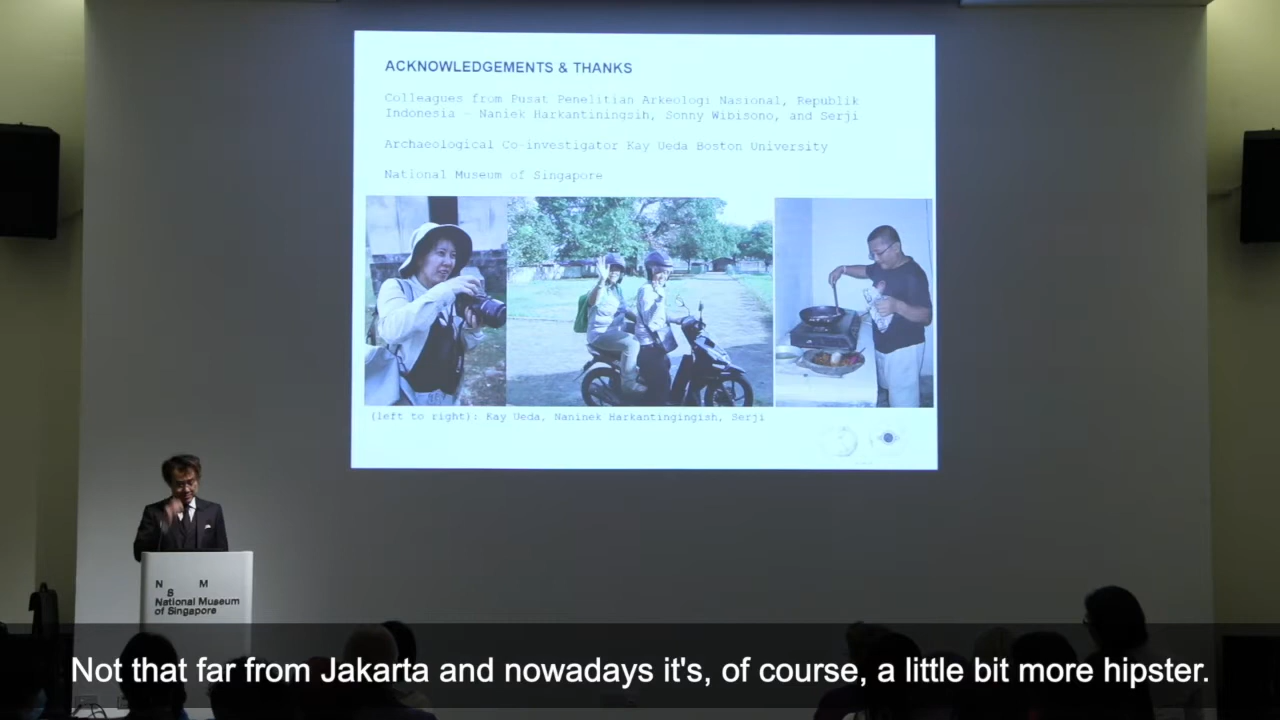 ACKNOWLEDGEMENTS & THANKS
Colleagues from Pusat Penelitian Arkeologi Nasional, Republik
Indonesia - Naniek Harkantiningsih, Sonny Wibisono, and Serji
Archaeological Co-investigator Kay Ueda Boston University
National Museum of Singapore
(left to right): Kay Ueda, Naninek Harkantingingish, Serji
N M
S
National Museum
of Singapore
Not that far from Jakarta and nowadays it's, of course, a little bit more hipster.